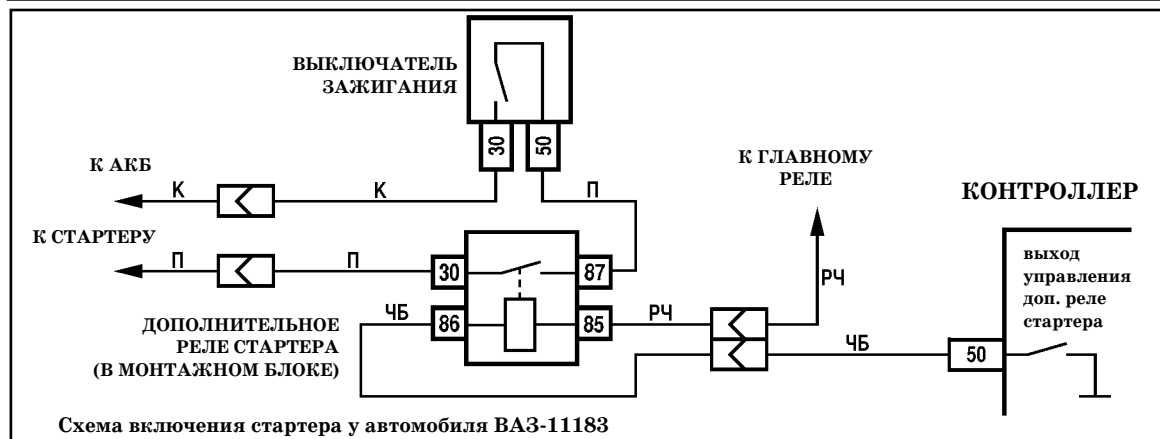 ВЫКЛЮЧАТЕЛЬ
ЗАЖИГАНИЯ
30
50
К АКБ
К
К
П
К ГЛАВНОМУ
РЕЛЕ
КОНТРОЛЛЕР
К СТАРТЕРУ
П
П
30
87
выход
управления
доп. реле
стартера
РЧ
ЧБ
86
85
РЧ
ДОПОЛНИТЕЛЬНОЕ
РЕЛЕ СТАРТЕРА
(В МОНТАЖНОМ БЛОКЕ)
ЧБ
50
Схема включения стартера у автомобиля ВАЗ-11183